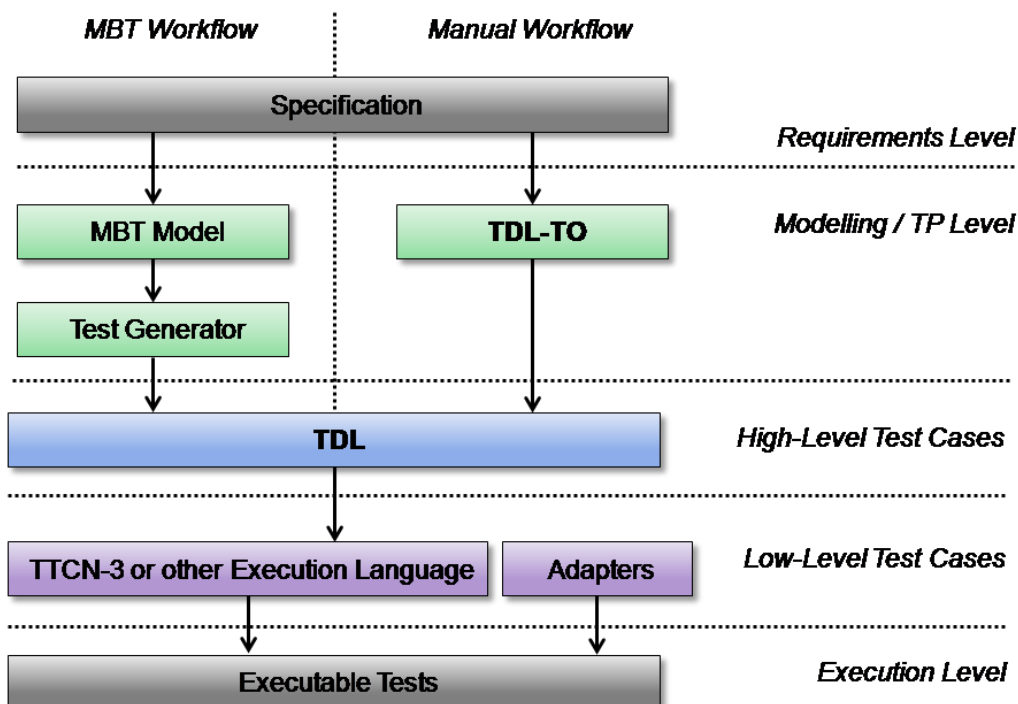 MBT Workflow
Manual Workflow
Specification
Requirements Level
MBT Model
TDL-TO
Modelling / TP Level
Test Generator
TDL
High-Level Test Cases
TTCN-3 or other Execution Language
Adapters
Low-Level Test Cases
Executable Tests
Execution Level